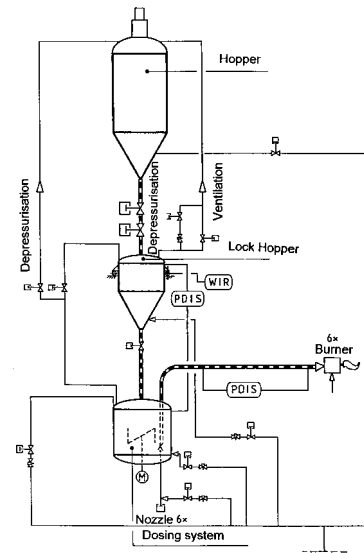 Hopper
Depressurisation
Depressurisation
Ventilation
Lock Hopper
WIR
PDIS
6×
Burner
PDIS
M
Nozzle 6×
Dosing system